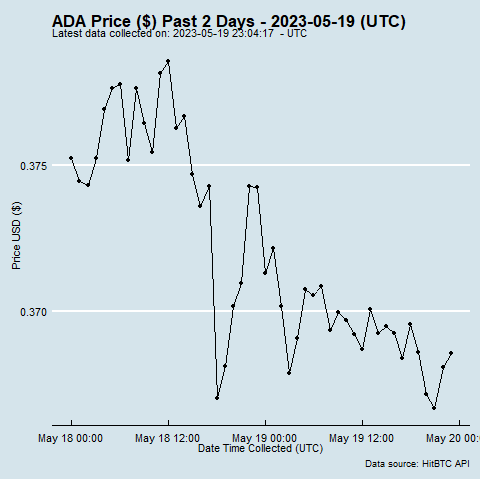 ADA Price ($) Past 2 Days - 2023-05-19 (UTC)
Latest data collected on: 2023-05-19 23:04:17 - UTC
0.375
Price USD ($)
0.370
May 18 00:00 May 18 12:00 May 19 00:00 May 19 12:00 May 20 00:
Date Time Collected (UTC)
Data source: HitBTC API